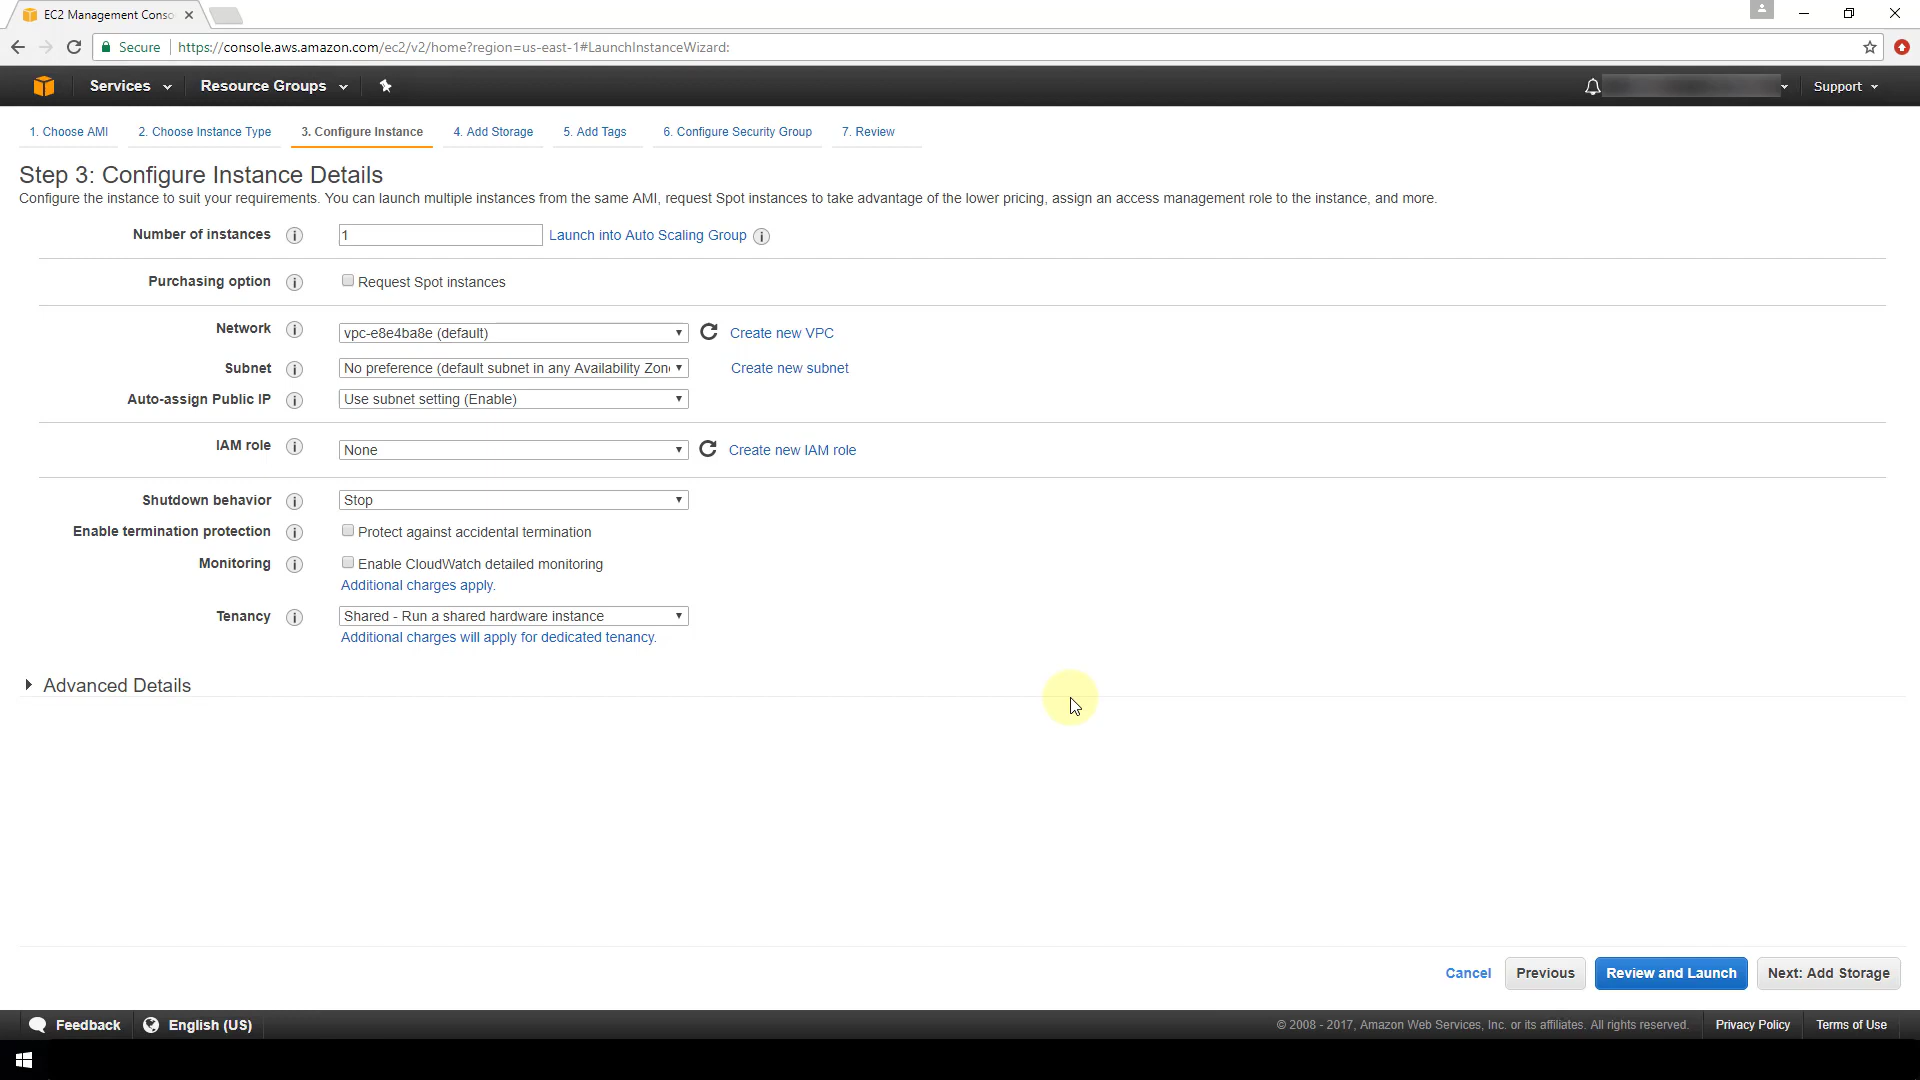 EC2 Management Conso
Secure https://console.aws.amazon.com/ec2/v2/home?region=us-east-1#LaunchInstanceWizard:
Services Resource Groups Support
1. Choose AMI 2. Choose Instance Type 3. Configure Instance 4. Add Storage 5. Add Tags 6. Configure Security Group 7. Review
Step 3: Configure Instance Details
Configure the instance to suit your requirements. You can launch multiple instances from the same AMI, request Spot instances to take advantage of the lower pricing, assign an access management role to the instance, and more.
Number of instances 1 Launch into Auto Scaling Group
Purchasing option Request Spot instances
Network vpc-e8e4ba8e (default) Create new VPC
Subnet No preference (default subnet in any Availability Zon Create new subnet
Auto-assign Public IP Use subnet setting (Enable)
IAM role None Create new IAM role
Shutdown behavior Stop
Enable termination protection Protect against accidental termination
Monitoring Enable CloudWatch detailed monitoring
Additional charges apply.
Tenancy Shared - Run a shared hardware instance
Additional charges will apply for dedicated tenancy.
Advanced Details
Cancel Previous Review and Launch Next: Add Storage
Feedback English (US) © 2008 - 2017, Amazon Web Services, Inc. or its affiliates. All rights reserved. Privacy Policy Terms of Use